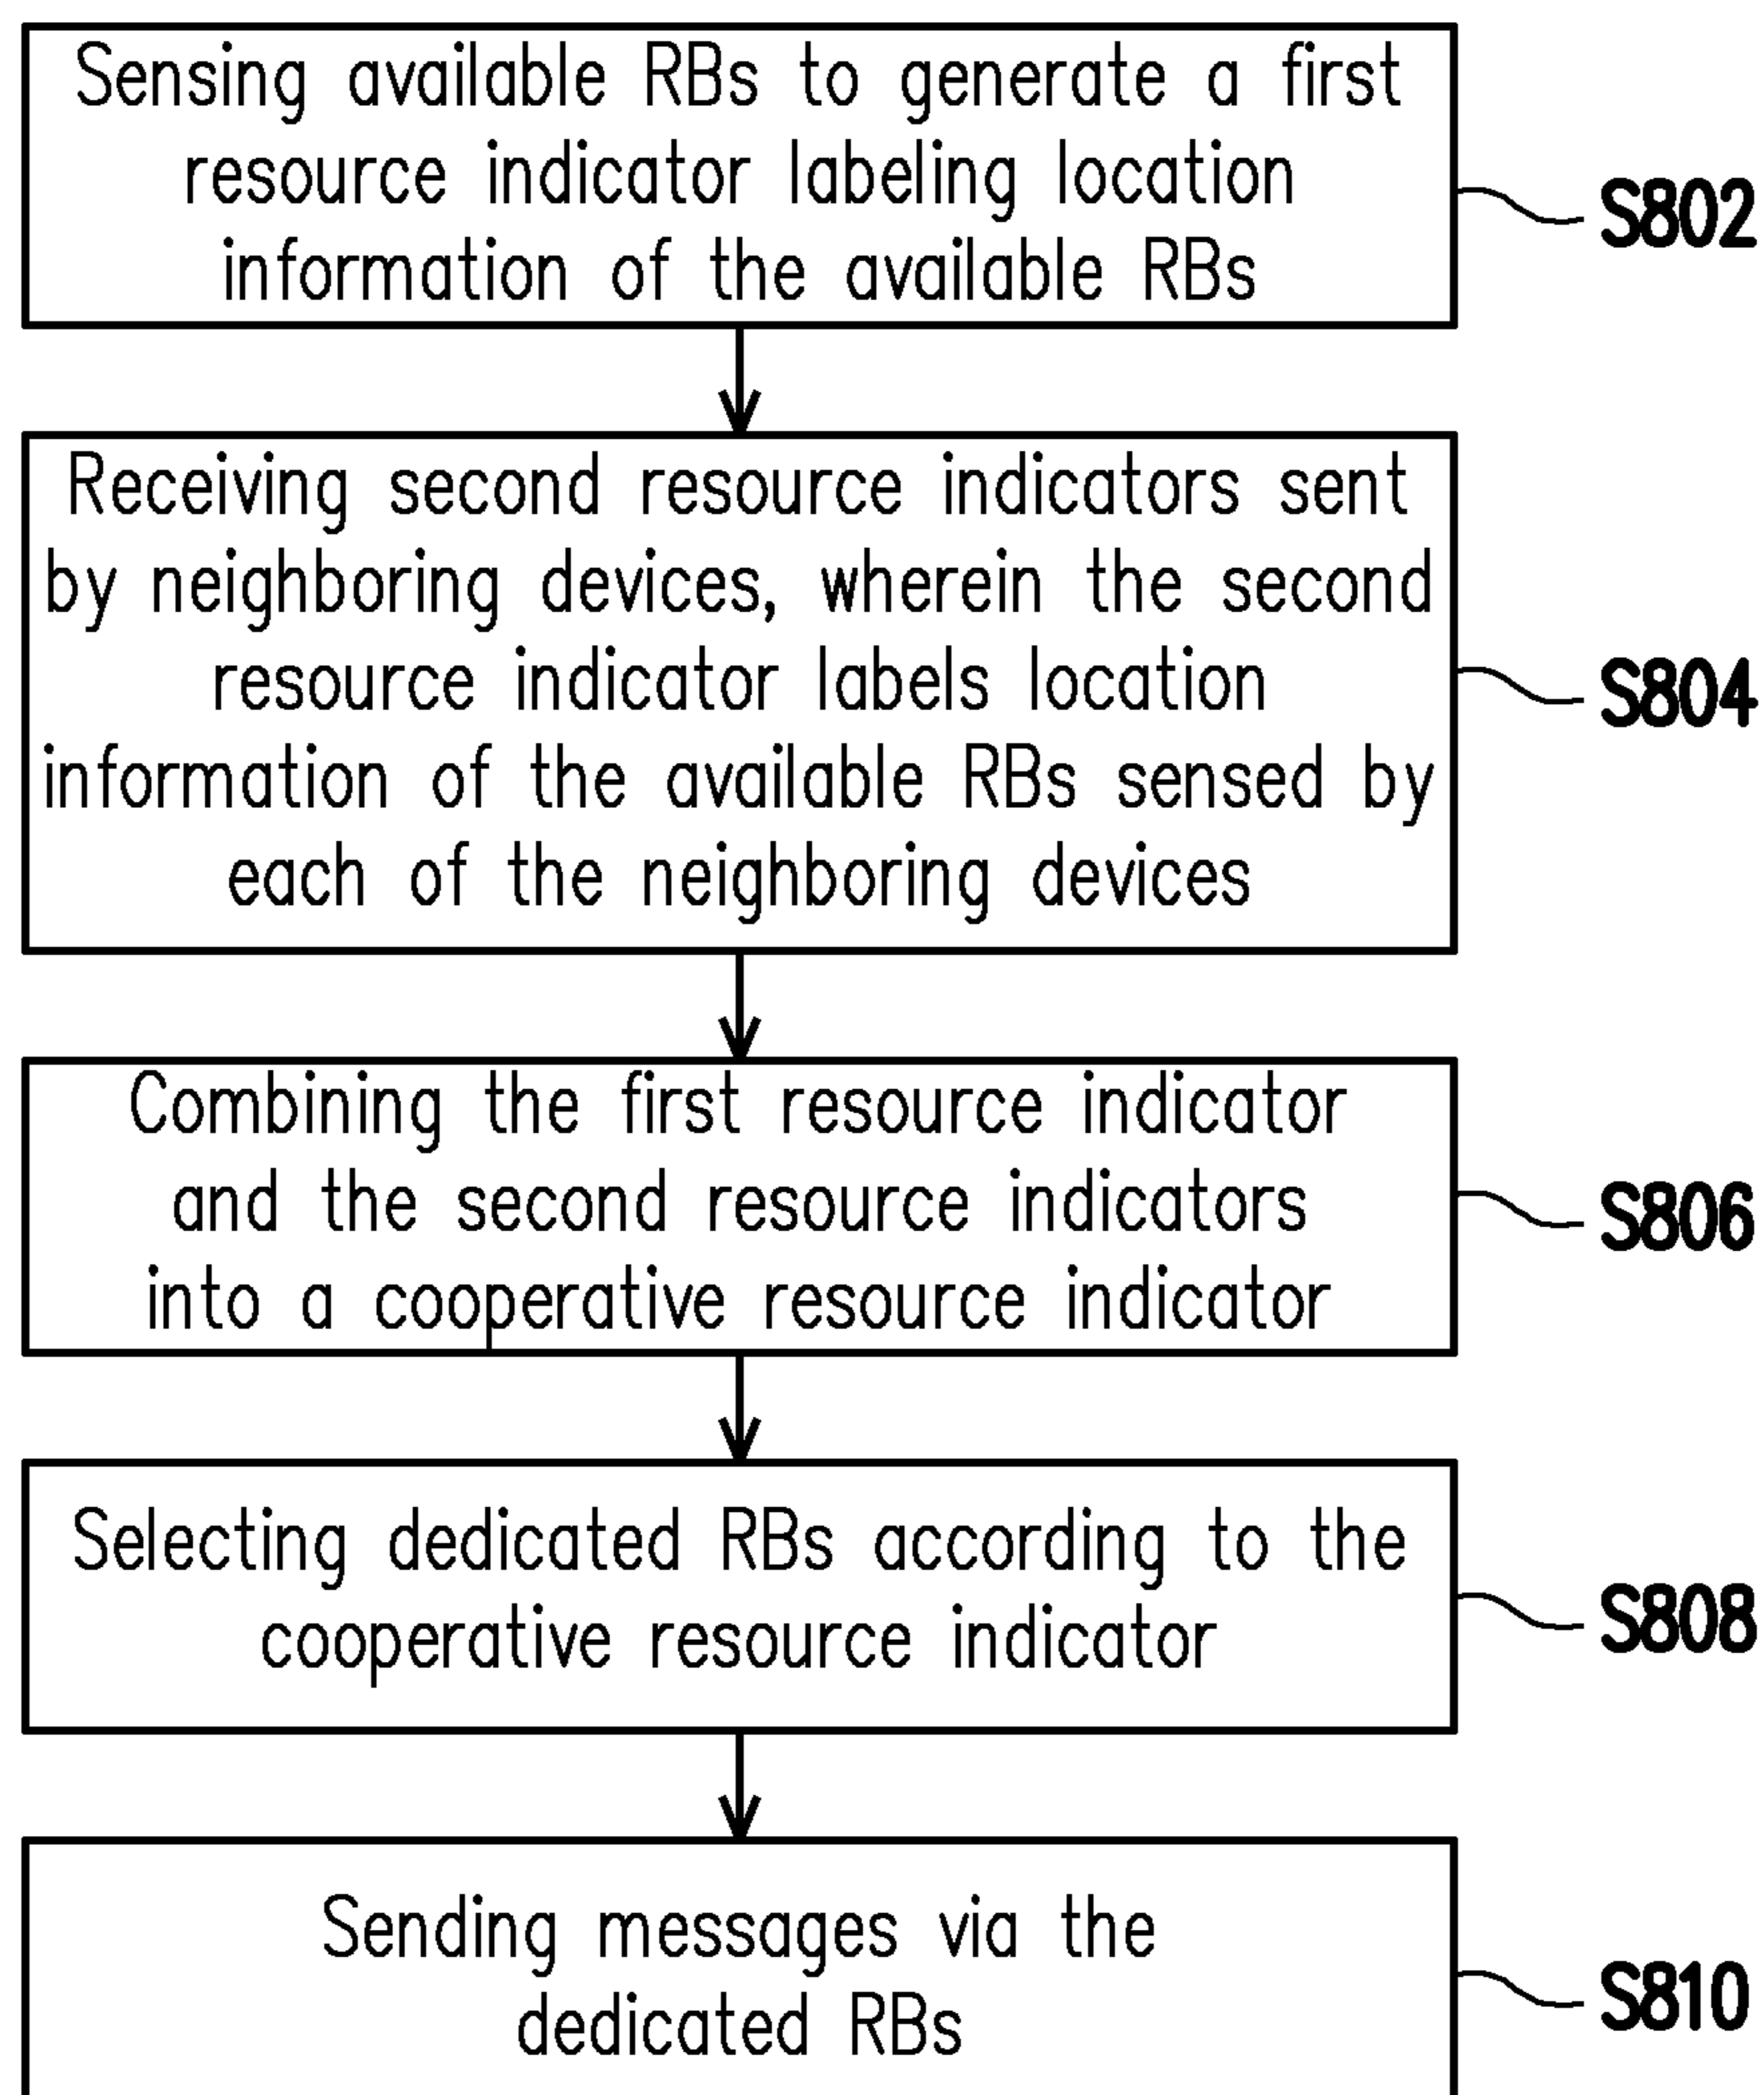 Sensing available RBs to generate a first
resource indicator labeling location
information of the available RBs
S802
Receiving second resource indicators sent
by neighboring devices, wherein the second
resource indicator labels location
information of the available RBs sensed by
each of the neighboring devices
S804
Combining the first resource indicator
and the second resource indicators
into a cooperative resource indicator
S806
Selecting dedicated RBs according to the
cooperative resource indicator
S808
Sending messages via the
dedicated RBs
S810